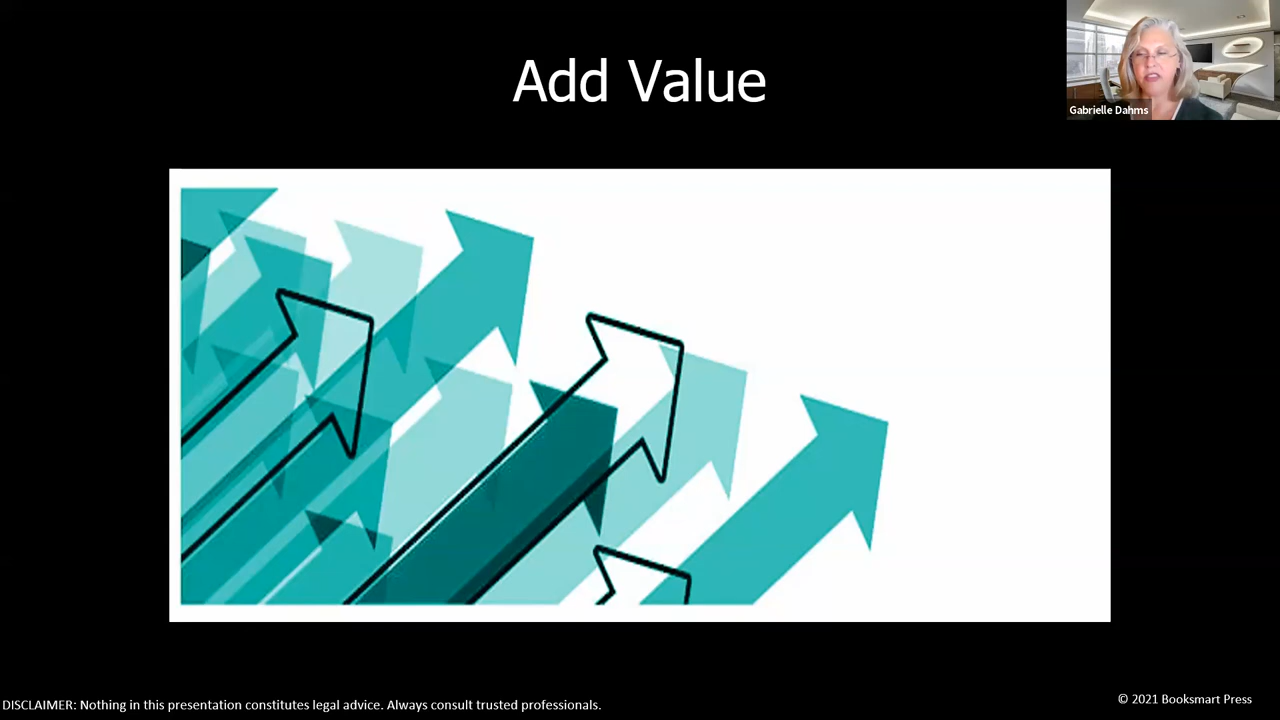 Add Value
Gabrielle Dahms
DISCLAIMER: Nothing in this presentation constitutes legal advice. Always consult trusted professionals.
© 2021 Booksmart Press